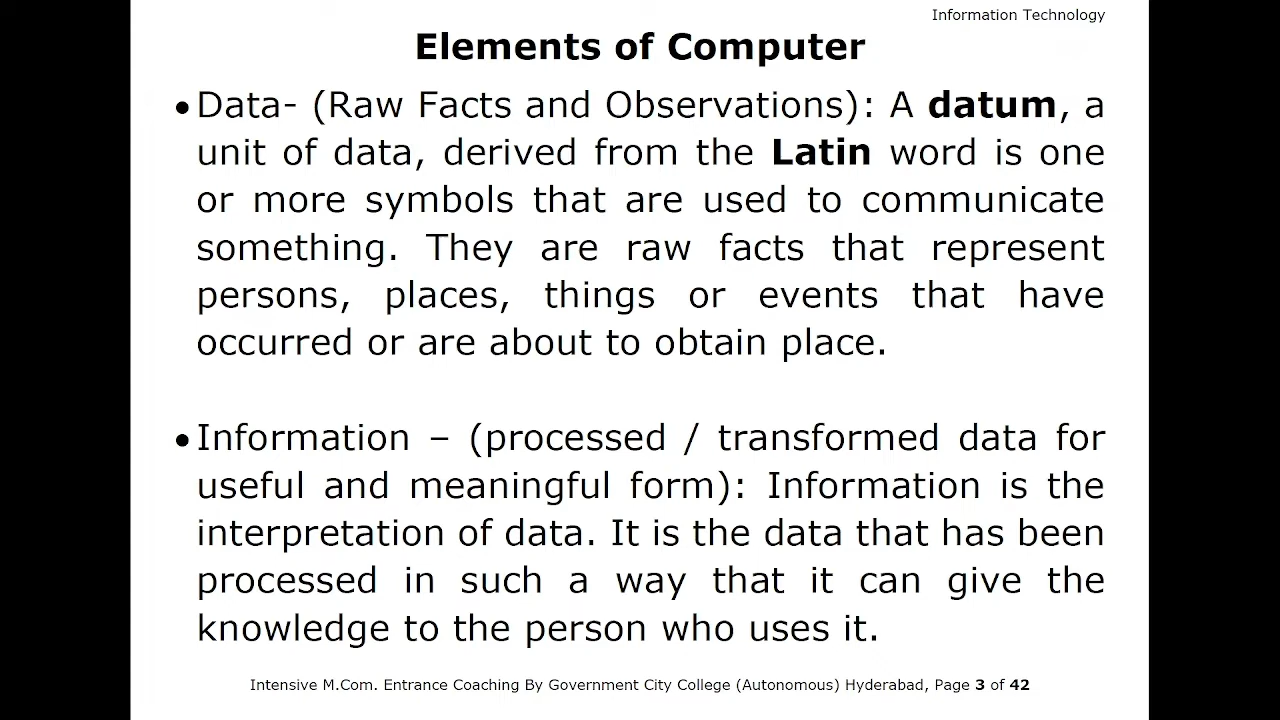 Information Technology
Elements of Computer
•Data- (Raw Facts and Observations): A datum, a
unit of data, derived from the Latin word is one
or more symbols that are used to communicate
something. They are raw facts that represent
persons, places, things or events that have
occurred or are about to obtain place.
•Information – (processed / transformed data for
useful and meaningful form): Information is the
interpretation of data. It is the data that has been
processed in such a way that it can give the
knowledge to the person who uses it.
Intensive M.Com. Entrance Coaching By Government City College (Autonomous) Hyderabad, Page 3 of 42